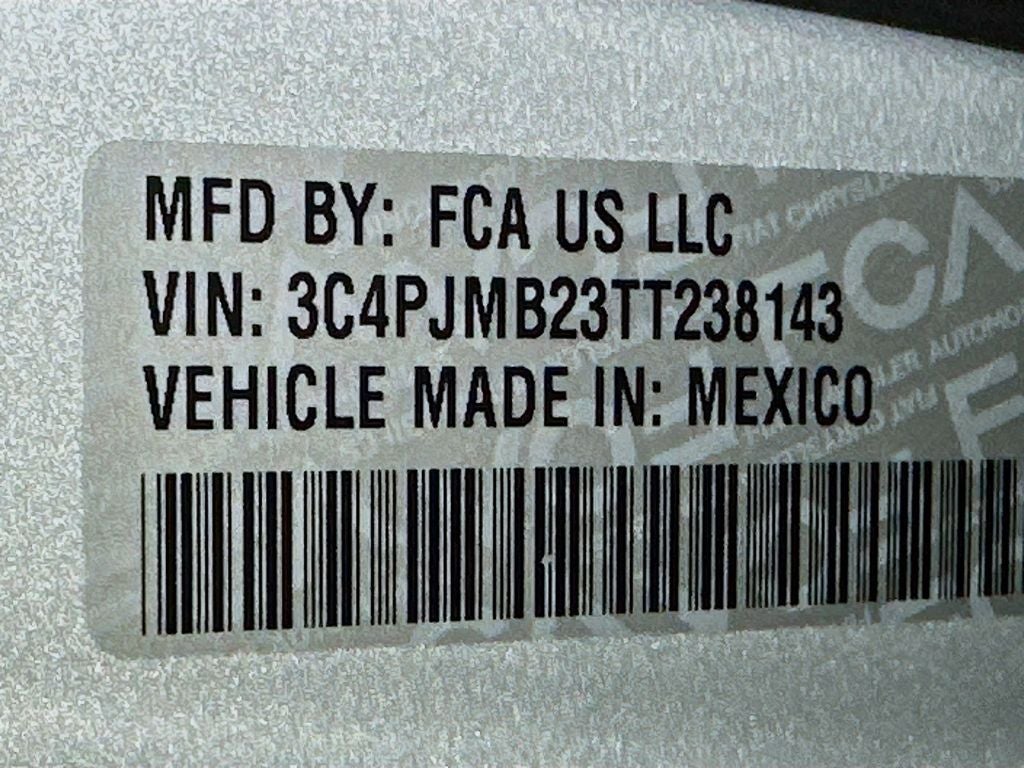 MFD BY: FCA US LLC
VIN: 3C4PJMB23TT238143
VEHICLE MADE IN: MEXICO